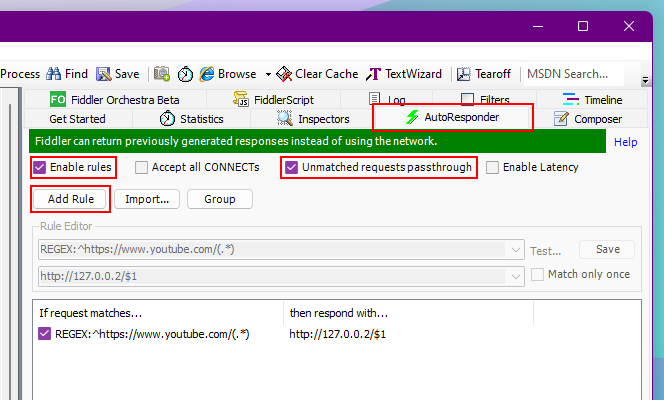 Process Find Save Browse Clear Cache TextWizard Tearoff MSDN Search...
FO Fiddler Orchestra Beta JS FiddlerScript Log Filters Timeline
Get Started Statistics Inspectors AutoResponder Composer
Fiddler can return previously generated responses instead of using the network. Help
Enable rules Accept all CONNECTs Unmatched requests passthrough Enable Latency
Add Rule Import... Group
Rule Editor
REGEX:^https://www.youtube.com/(.*) Test... Save
http://127.0.0.2/$1 Match only once
If request matches... then respond with...
REGEX:^https://www.youtube.com/(.*) http://127.0.0.2/$1